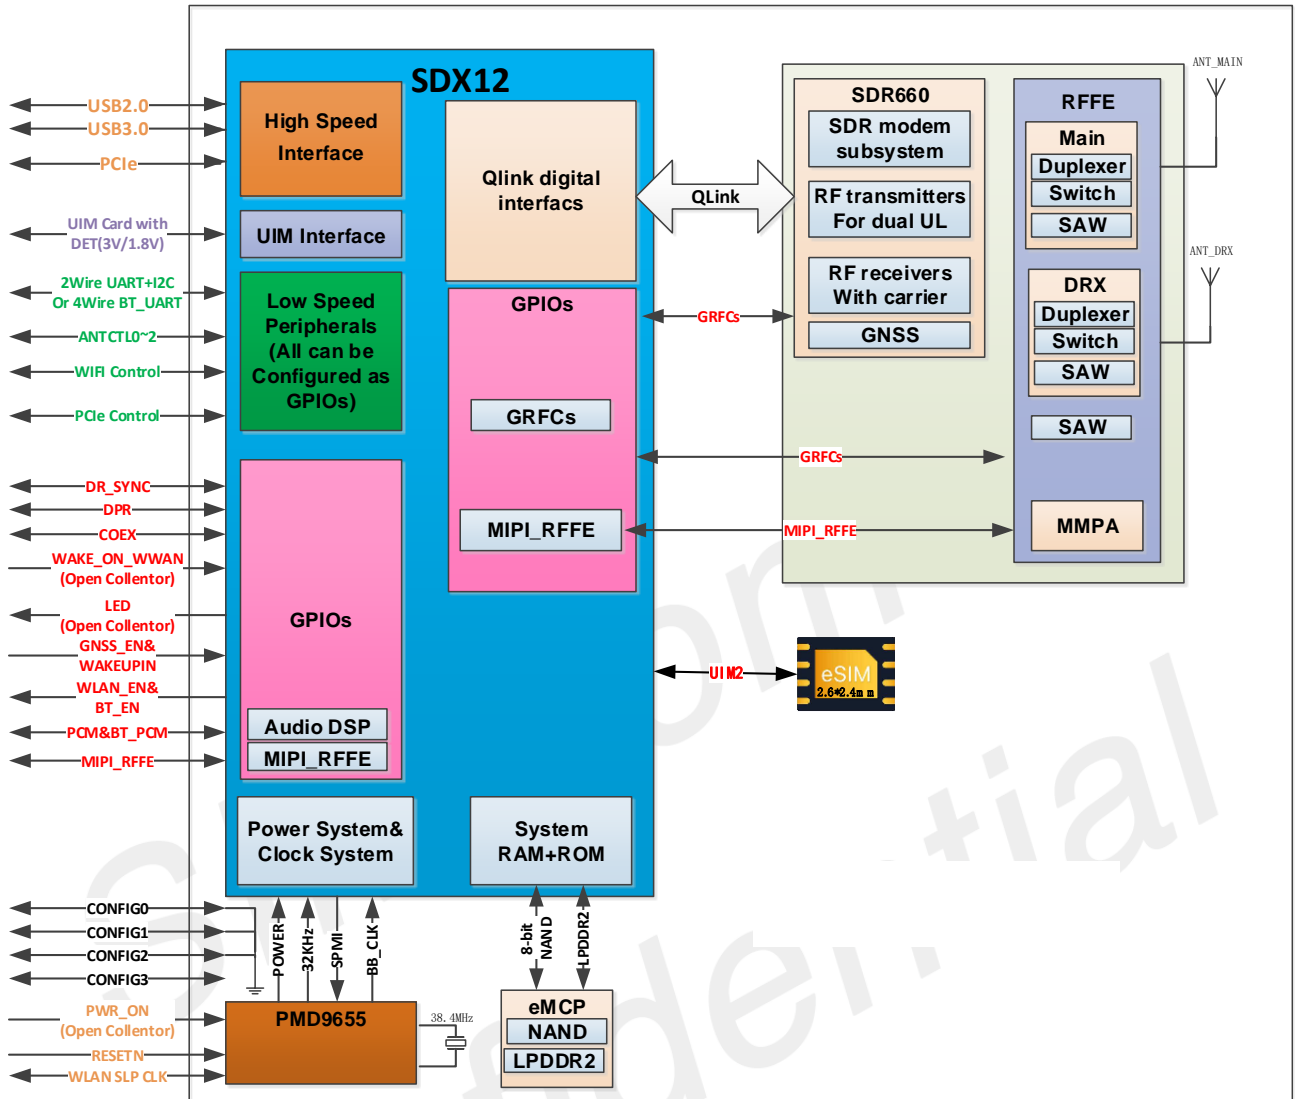 SDX12
USB2.0
USB3.0
PCIe
High Speed
Interface
UIM Card with
DET(3V/1.8V)
UIM Interface
2Wire UART+I2C
Or 4Wire BT_UART
ANTCTL0~2
WIFI Control
PCIe Control
Low Speed
Peripherals
(All can be
Configured as
GPIOs)
DR_SYNC
DPR
COEX
WAKE_ON_WWAN
(Open Collentor)
LED
(Open Collentor)
GNSS_EN&
WAKEUPIN
WLAN_EN&
BT_EN
PCM&BT_PCM
MIPI_RFFE
GPIOs
Audio DSP
MIPI_RFFE
Qlink digital
interfacs
GPIOs
GRFCs
MIPI_RFFE
QLink
GRFCs
GRFCs
MIPI_RFFE
SDR660
SDR modem
subsystem
RF transmitters
For dual UL
RF receivers
With carrier
GNSS
RFFE
Main
Duplexer
Switch
SAW
DRX
Duplexer
Switch
SAW
SAW
MMPA
ANT_MAIN
ANT_DRX
UIM2
eSIM
2.6*2.4mm
Power System&
Clock System
System
RAM+ROM
CONFIG0
CONFIG1
CONFIG2
CONFIG3
POWER
32KHz
SPMI
BB_CLK
8-bit
NAND
LPDDR2
PWR_ON
(Open Collentor)
RESETN
WLAN SLP CLK
PMD9655
38.4MHz
eMCP
NAND
LPDDR2